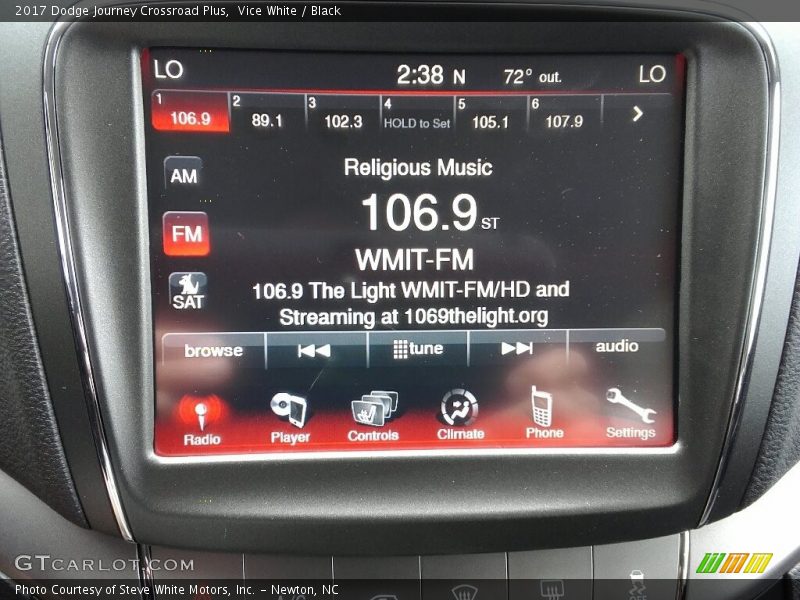 2017 Dodge Journey Crossroad Plus, Vice White / Black
LO 2:38 N 72° out. LO
1 106.9 2 89.1 3 102.3 4 HOLD to Set 5 105.1 6 107.9
Religious Music
AM
106.9 ST
FM
WMIT-FM
SAT
106.9 The Light WMIT-FM/HD and
Streaming at 1069thelight.org
browse tune audio
Radio Player Controls Climate Phone Settings
GTCARLOT.COM
Photo Courtesy of Steve White Motors, Inc. - Newton, NC